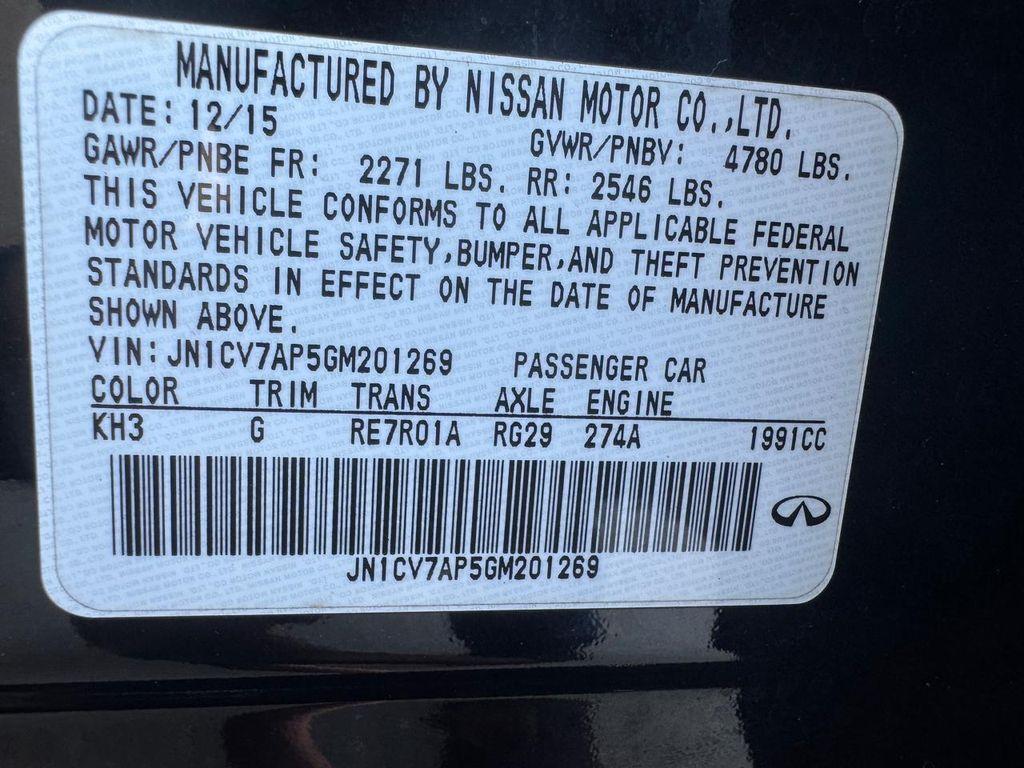 MANUFACTURED BY NISSAN MOTOR CO.,LTD.
DATE: 12/15 GVWR/PNBV: 4780 LBS.
GAWR/PNBE FR: 2271 LBS. RR: 2546 LBS.
THIS VEHICLE CONFORMS TO ALL APPLICABLE FEDERAL
MOTOR VEHICLE SAFETY,BUMPER,AND THEFT PREVENTION
STANDARDS IN EFFECT ON THE DATE OF MANUFACTURE
SHOWN ABOVE.
VIN: JN1CV7AP5GM201269 PASSENGER CAR
COLOR TRIM TRANS AXLE ENGINE
KH3 G RE7R01A RG29 274A 1991CC
JN1CV7AP5GM201269